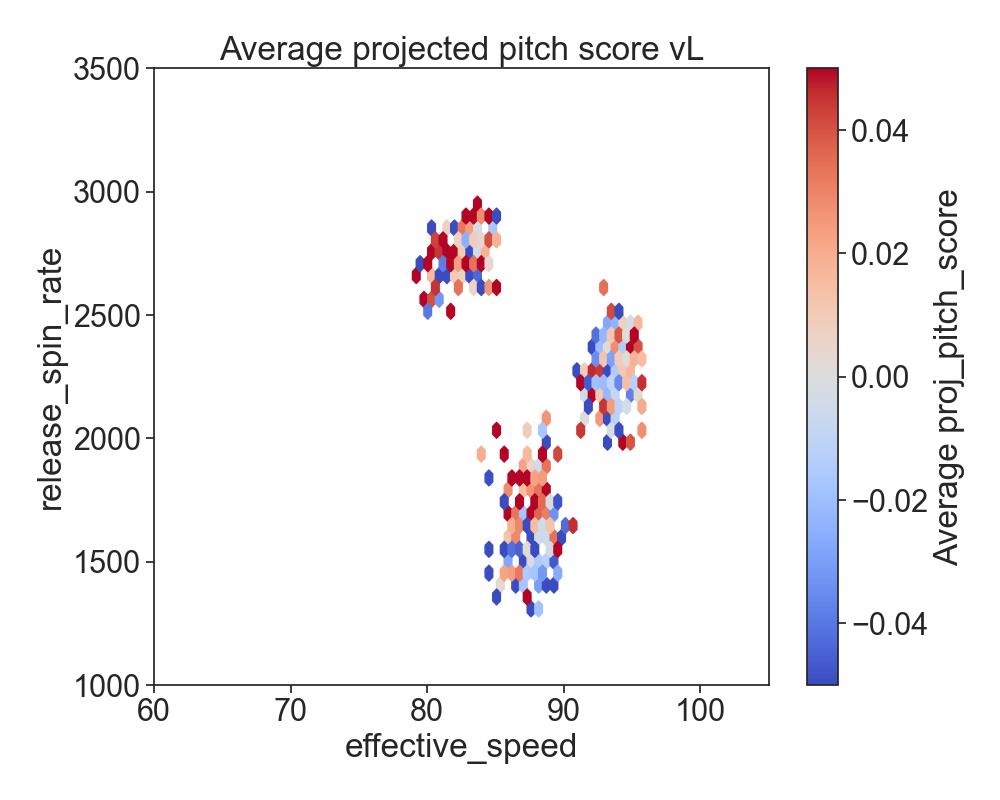 Average projected pitch score vL
3500
3000
2500
2000
1500
1000
release_spin_rate
60 70 80 90 100
effective_speed
0.04
0.02
0.00
−0.02
−0.04
Average proj_pitch_score